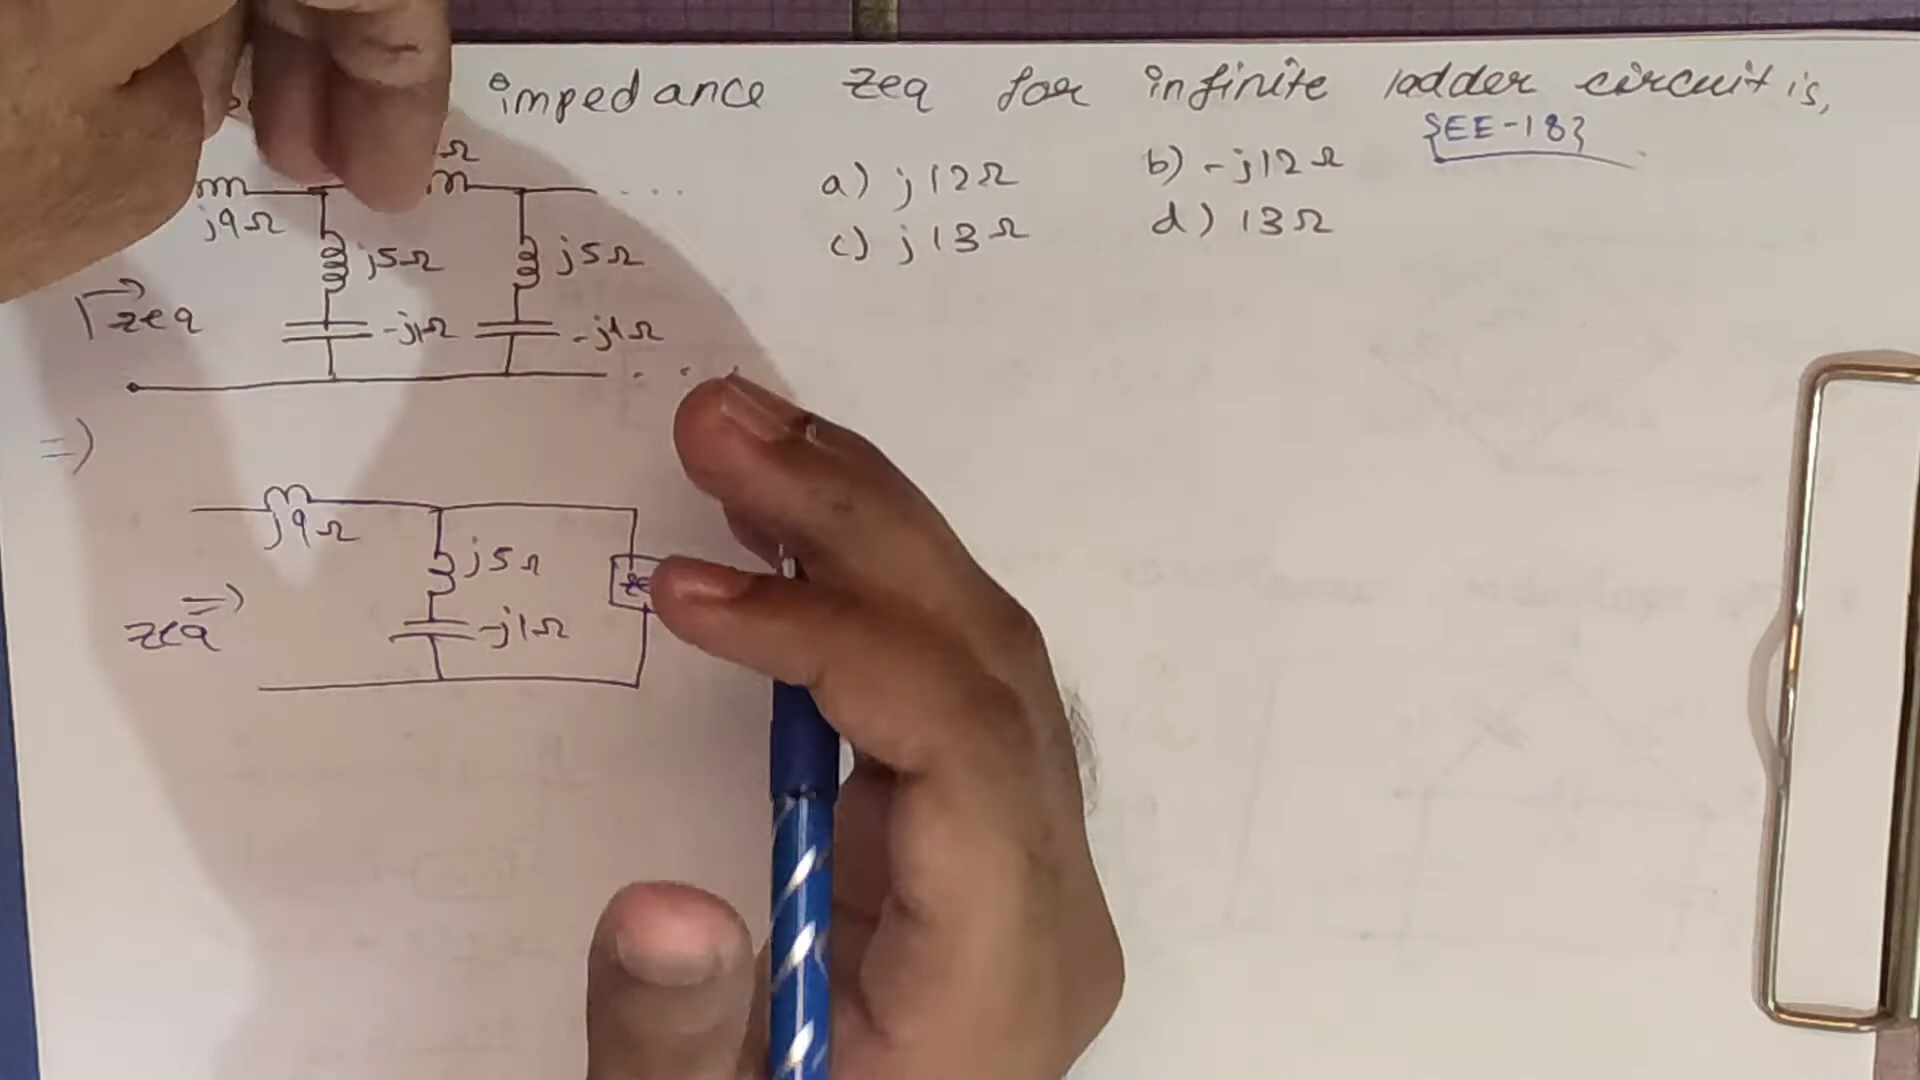 impedance zeq for infinite ladder circuit is,
{EE-18}
a) j12Ω b) -j12Ω
c) j13Ω d) 13Ω
Ω
j9Ω
j5Ω j5Ω
zeq -j1Ω -j1Ω
=)
j9Ω
j5Ω
zeq =) -j1Ω